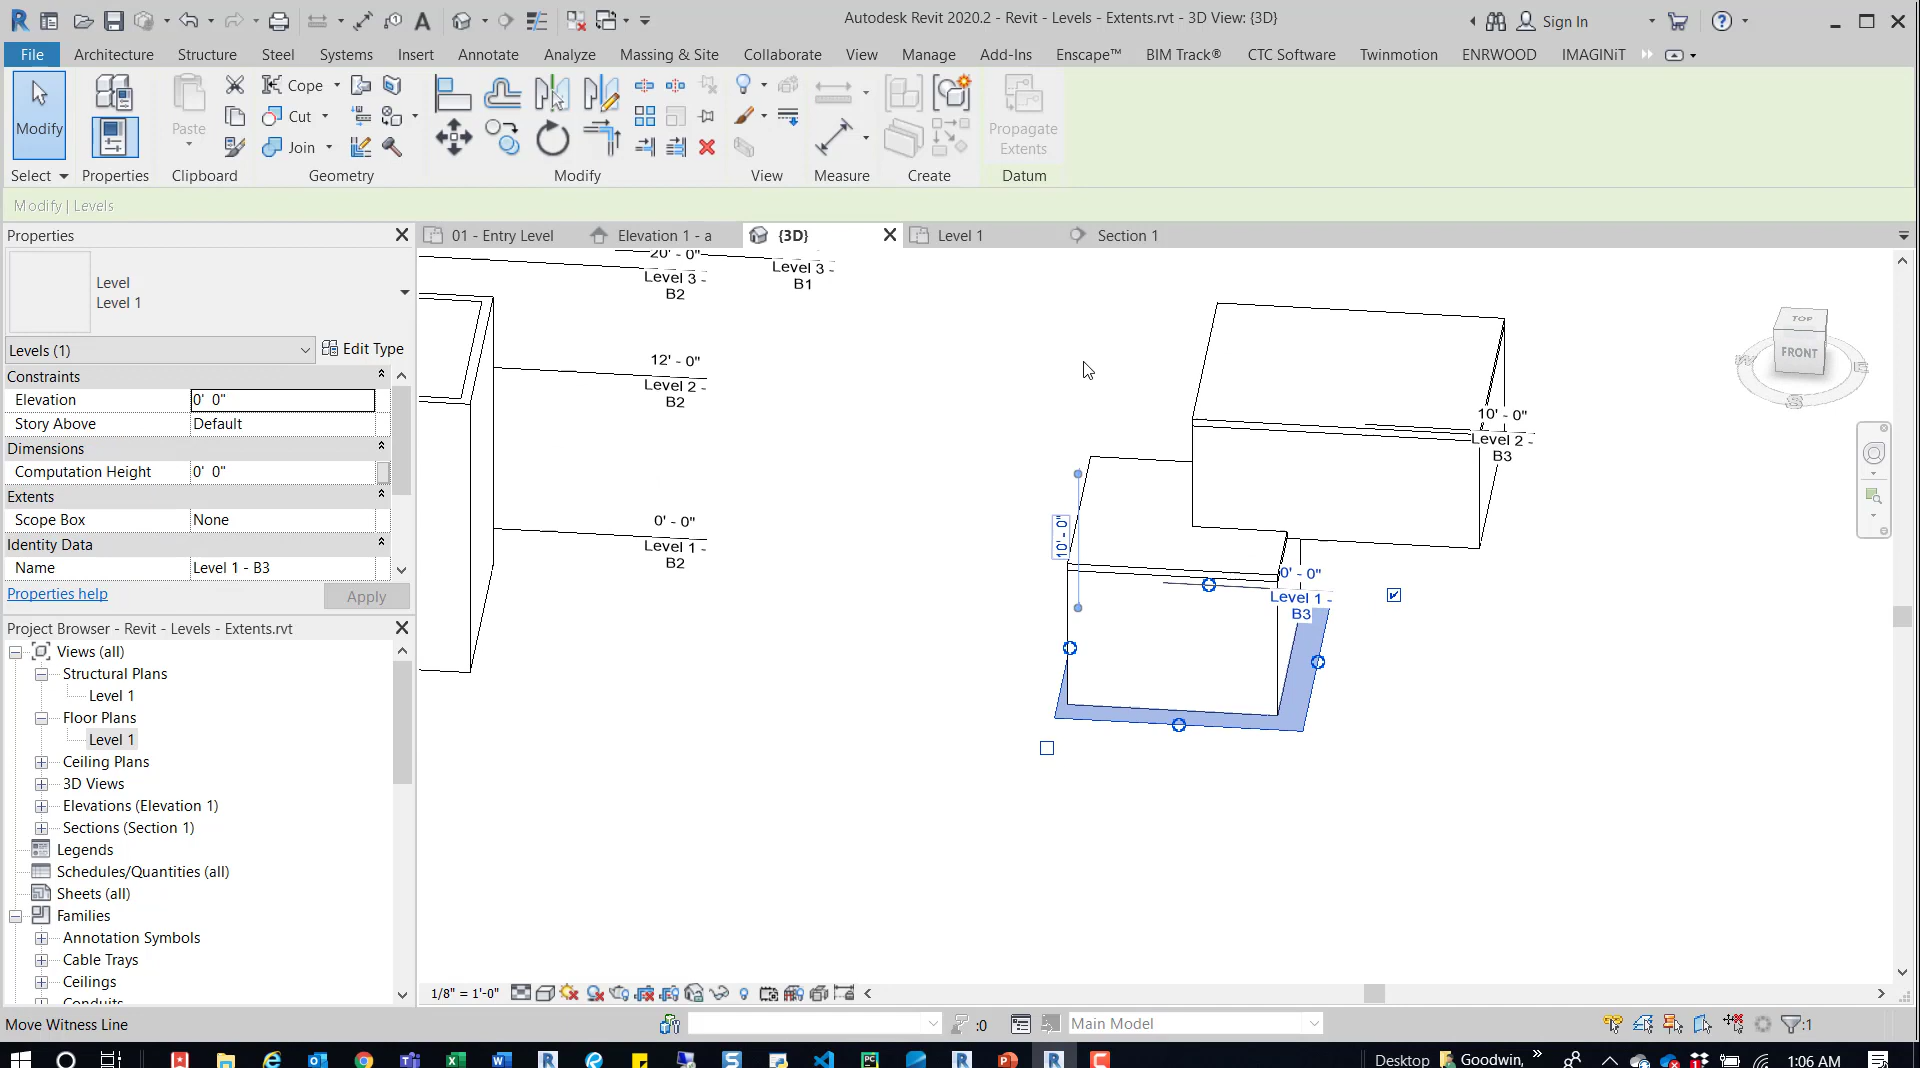 Autodesk Revit 2020.2 - Revit - Levels - Extents.rvt - 3D View: {3D}
Sign In
File Architecture Structure Steel Systems Insert Annotate Analyze Massing & Site Collaborate View Manage Add-Ins Enscape™ BIM Track® CTC Software Twinmotion ENRWOOD IMAGINiT
Modify
Paste
Cope
Cut
Join
Propagate
Extents
Select Properties Clipboard Geometry Modify View Measure Create Datum
Modify | Levels
Properties
01 - Entry Level Elevation 1 - a {3D} Level 1 Section 1
Level
Level 1
Levels (1) Edit Type
Constraints
Elevation 0' 0"
Story Above Default
Dimensions
Computation Height 0' 0"
Extents
Scope Box None
Identity Data
Name Level 1 - B3
Properties help Apply
Project Browser - Revit - Levels - Extents.rvt
Views (all)
Structural Plans
Level 1
Floor Plans
Level 1
Ceiling Plans
3D Views
Elevations (Elevation 1)
Sections (Section 1)
Legends
Schedules/Quantities (all)
Sheets (all)
Families
Annotation Symbols
Cable Trays
Ceilings
Conduits
20' - 0"
Level 3 -
B2
Level 3 -
B1
12' - 0"
Level 2 -
B2
0' - 0"
Level 1 -
B2
10' - 0"
Level 2 -
B3
10' - 0"
0' - 0"
Level 1 -
B3
TOP
FRONT
W
E
S
1/8" = 1'-0"
Move Witness Line
:0
Main Model
:1
Desktop
Goodwin,
1:06 AM